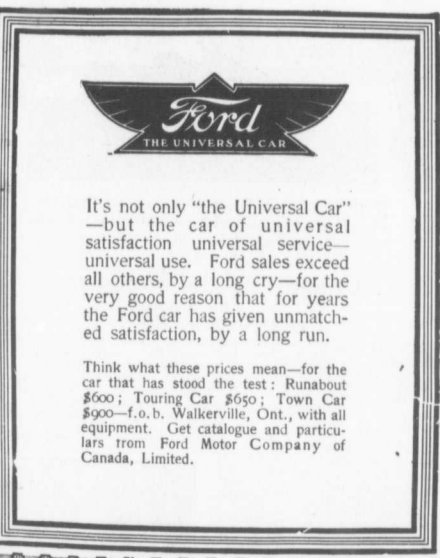 Ford
THE UNIVERSAL CAR
It's not only "the Universal Car"
—but the car of universal
satisfaction universal service—
universal use. Ford sales exceed
all others, by a long cry—for the
very good reason that for years
the Ford car has given unmatch-
ed satisfaction, by a long run.
Think what these prices mean—for the
car that has stood the test: Runabout
$600; Touring Car $650; Town Car
$900—f.o.b. Walkerville, Ont., with all
equipment. Get catalogue and particu-
lars trom Ford Motor Company of
Canada, Limited.